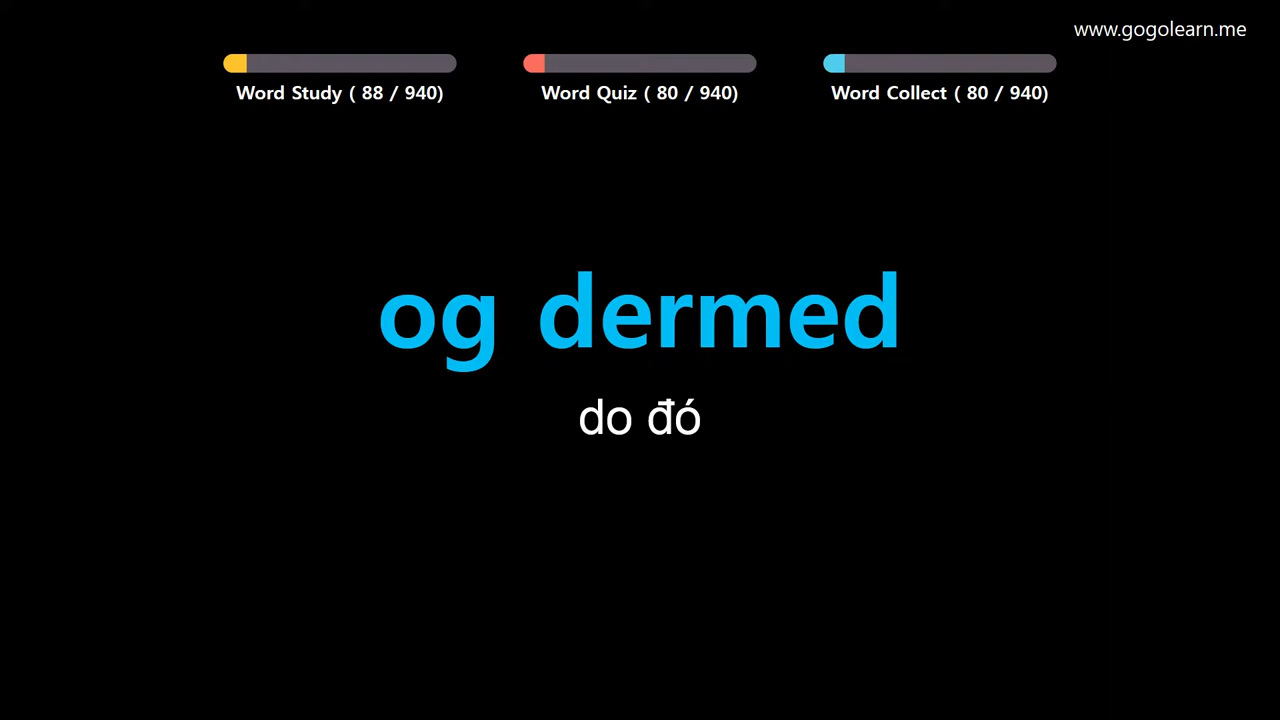 www.gogolearn.me
Word Study ( 88 / 940)
Word Quiz ( 80 / 940)
Word Collect ( 80 / 940)
og dermed
do đó